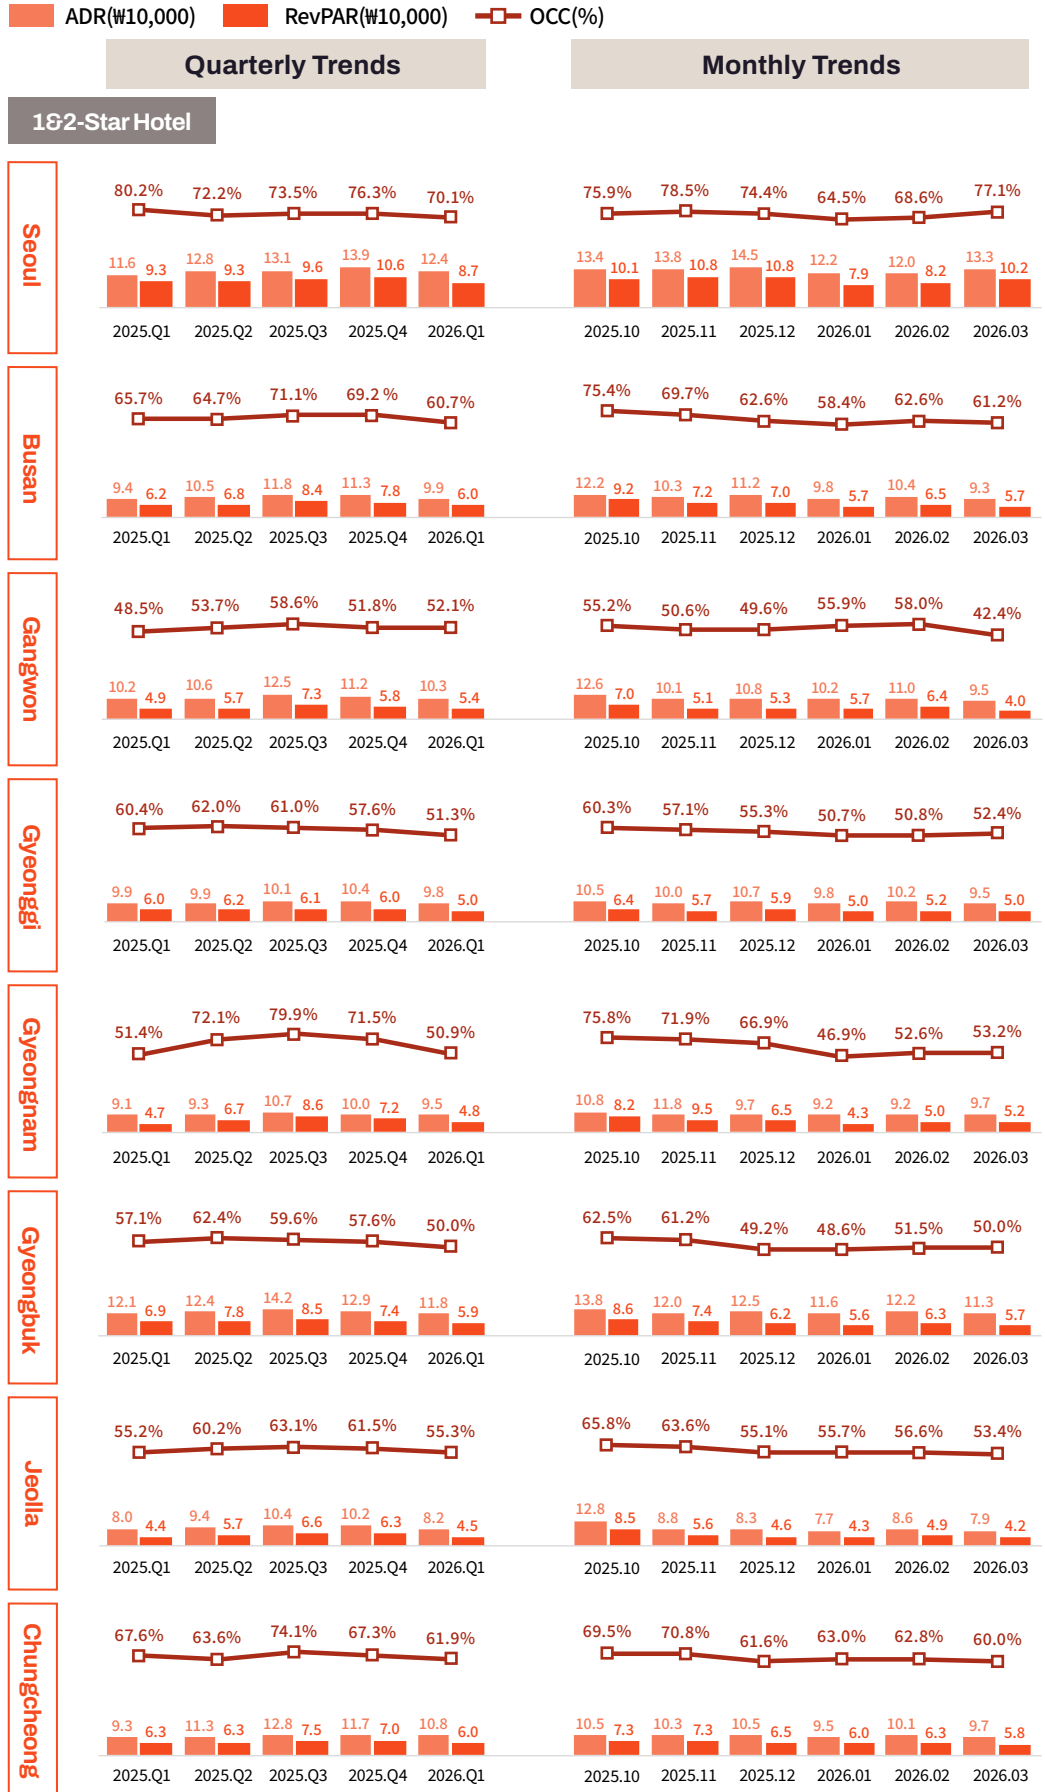 ADR(₩10,000) RevPAR(₩10,000) OCC(%)
Quarterly Trends Monthly Trends
1&2-Star Hotel
Seoul
80.2% 72.2% 73.5% 76.3% 70.1%
11.6 9.3 12.8 9.3 13.1 9.6 13.9 10.6 12.4 8.7
2025.Q1 2025.Q2 2025.Q3 2025.Q4 2026.Q1
75.9% 78.5% 74.4% 64.5% 68.6% 77.1%
13.4 10.1 13.8 10.8 14.5 10.8 12.2 7.9 12.0 8.2 13.3 10.2
2025.10 2025.11 2025.12 2026.01 2026.02 2026.03
Busan
65.7% 64.7% 71.1% 69.2 % 60.7%
9.4 6.2 10.5 6.8 11.8 8.4 11.3 7.8 9.9 6.0
2025.Q1 2025.Q2 2025.Q3 2025.Q4 2026.Q1
75.4% 69.7% 62.6% 58.4% 62.6% 61.2%
12.2 9.2 10.3 7.2 11.2 7.0 9.8 5.7 10.4 6.5 9.3 5.7
2025.10 2025.11 2025.12 2026.01 2026.02 2026.03
Gangwon
48.5% 53.7% 58.6% 51.8% 52.1%
10.2 4.9 10.6 5.7 12.5 7.3 11.2 5.8 10.3 5.4
2025.Q1 2025.Q2 2025.Q3 2025.Q4 2026.Q1
55.2% 50.6% 49.6% 55.9% 58.0% 42.4%
12.6 7.0 10.1 5.1 10.8 5.3 10.2 5.7 11.0 6.4 9.5 4.0
2025.10 2025.11 2025.12 2026.01 2026.02 2026.03
Gyeonggi
60.4% 62.0% 61.0% 57.6% 51.3%
9.9 6.0 9.9 6.2 10.1 6.1 10.4 6.0 9.8 5.0
2025.Q1 2025.Q2 2025.Q3 2025.Q4 2026.Q1
60.3% 57.1% 55.3% 50.7% 50.8% 52.4%
10.5 6.4 10.0 5.7 10.7 5.9 9.8 5.0 10.2 5.2 9.5 5.0
2025.10 2025.11 2025.12 2026.01 2026.02 2026.03
Gyeongnam
51.4% 72.1% 79.9% 71.5% 50.9%
9.1 4.7 9.3 6.7 10.7 8.6 10.0 7.2 9.5 4.8
2025.Q1 2025.Q2 2025.Q3 2025.Q4 2026.Q1
75.8% 71.9% 66.9% 46.9% 52.6% 53.2%
10.8 8.2 11.8 9.5 9.7 6.5 9.2 4.3 9.2 5.0 9.7 5.2
2025.10 2025.11 2025.12 2026.01 2026.02 2026.03
Gyeongbuk
57.1% 62.4% 59.6% 57.6% 50.0%
12.1 6.9 12.4 7.8 14.2 8.5 12.9 7.4 11.8 5.9
2025.Q1 2025.Q2 2025.Q3 2025.Q4 2026.Q1
62.5% 61.2% 49.2% 48.6% 51.5% 50.0%
13.8 8.6 12.0 7.4 12.5 6.2 11.6 5.6 12.2 6.3 11.3 5.7
2025.10 2025.11 2025.12 2026.01 2026.02 2026.03
Jeolla
55.2% 60.2% 63.1% 61.5% 55.3%
8.0 4.4 9.4 5.7 10.4 6.6 10.2 6.3 8.2 4.5
2025.Q1 2025.Q2 2025.Q3 2025.Q4 2026.Q1
65.8% 63.6% 55.1% 55.7% 56.6% 53.4%
12.8 8.5 8.8 5.6 8.3 4.6 7.7 4.3 8.6 4.9 7.9 4.2
2025.10 2025.11 2025.12 2026.01 2026.02 2026.03
Chungcheong
67.6% 63.6% 74.1% 67.3% 61.9%
9.3 6.3 11.3 6.3 12.8 7.5 11.7 7.0 10.8 6.0
2025.Q1 2025.Q2 2025.Q3 2025.Q4 2026.Q1
69.5% 70.8% 61.6% 63.0% 62.8% 60.0%
10.5 7.3 10.3 7.3 10.5 6.5 9.5 6.0 10.1 6.3 9.7 5.8
2025.10 2025.11 2025.12 2026.01 2026.02 2026.03